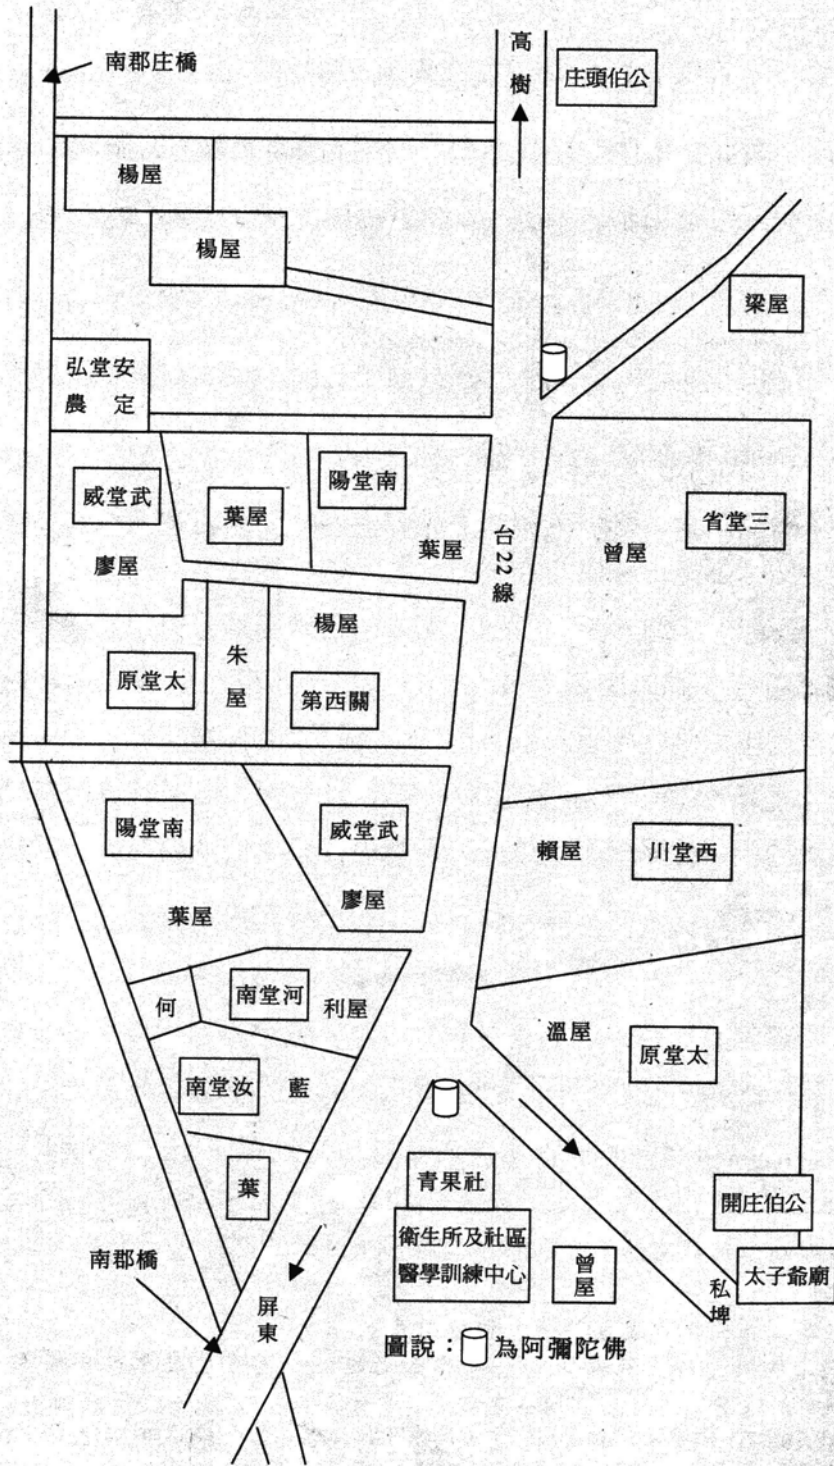 南郡庄橋
高樹
庄頭伯公
楊屋
楊屋
梁屋
弘堂安
農 定
威堂武
廖屋
葉屋
陽堂南
葉屋
台22線
曾屋
省堂三
原堂太
朱屋
楊屋
第西關
陽堂南
葉屋
威堂武
廖屋
賴屋
川堂西
何
南堂河
利屋
溫屋
原堂太
南堂汝
藍
葉
青果社
衛生所及社區
醫學訓練中心
曾屋
開庄伯公
太子爺廟
私埤
南郡橋
屏東
圖說：為阿彌陀佛